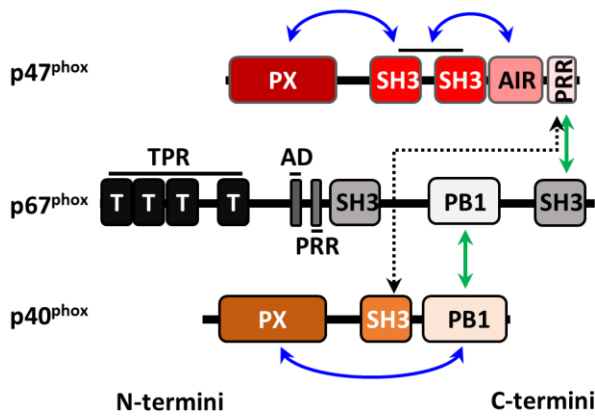 p47phox PX SH3 SH3 AIR PRR
TPR AD
p67phox T T T T SH3 PB1 SH3
PRR
p40phox PX SH3 PB1
N-termini C-termini